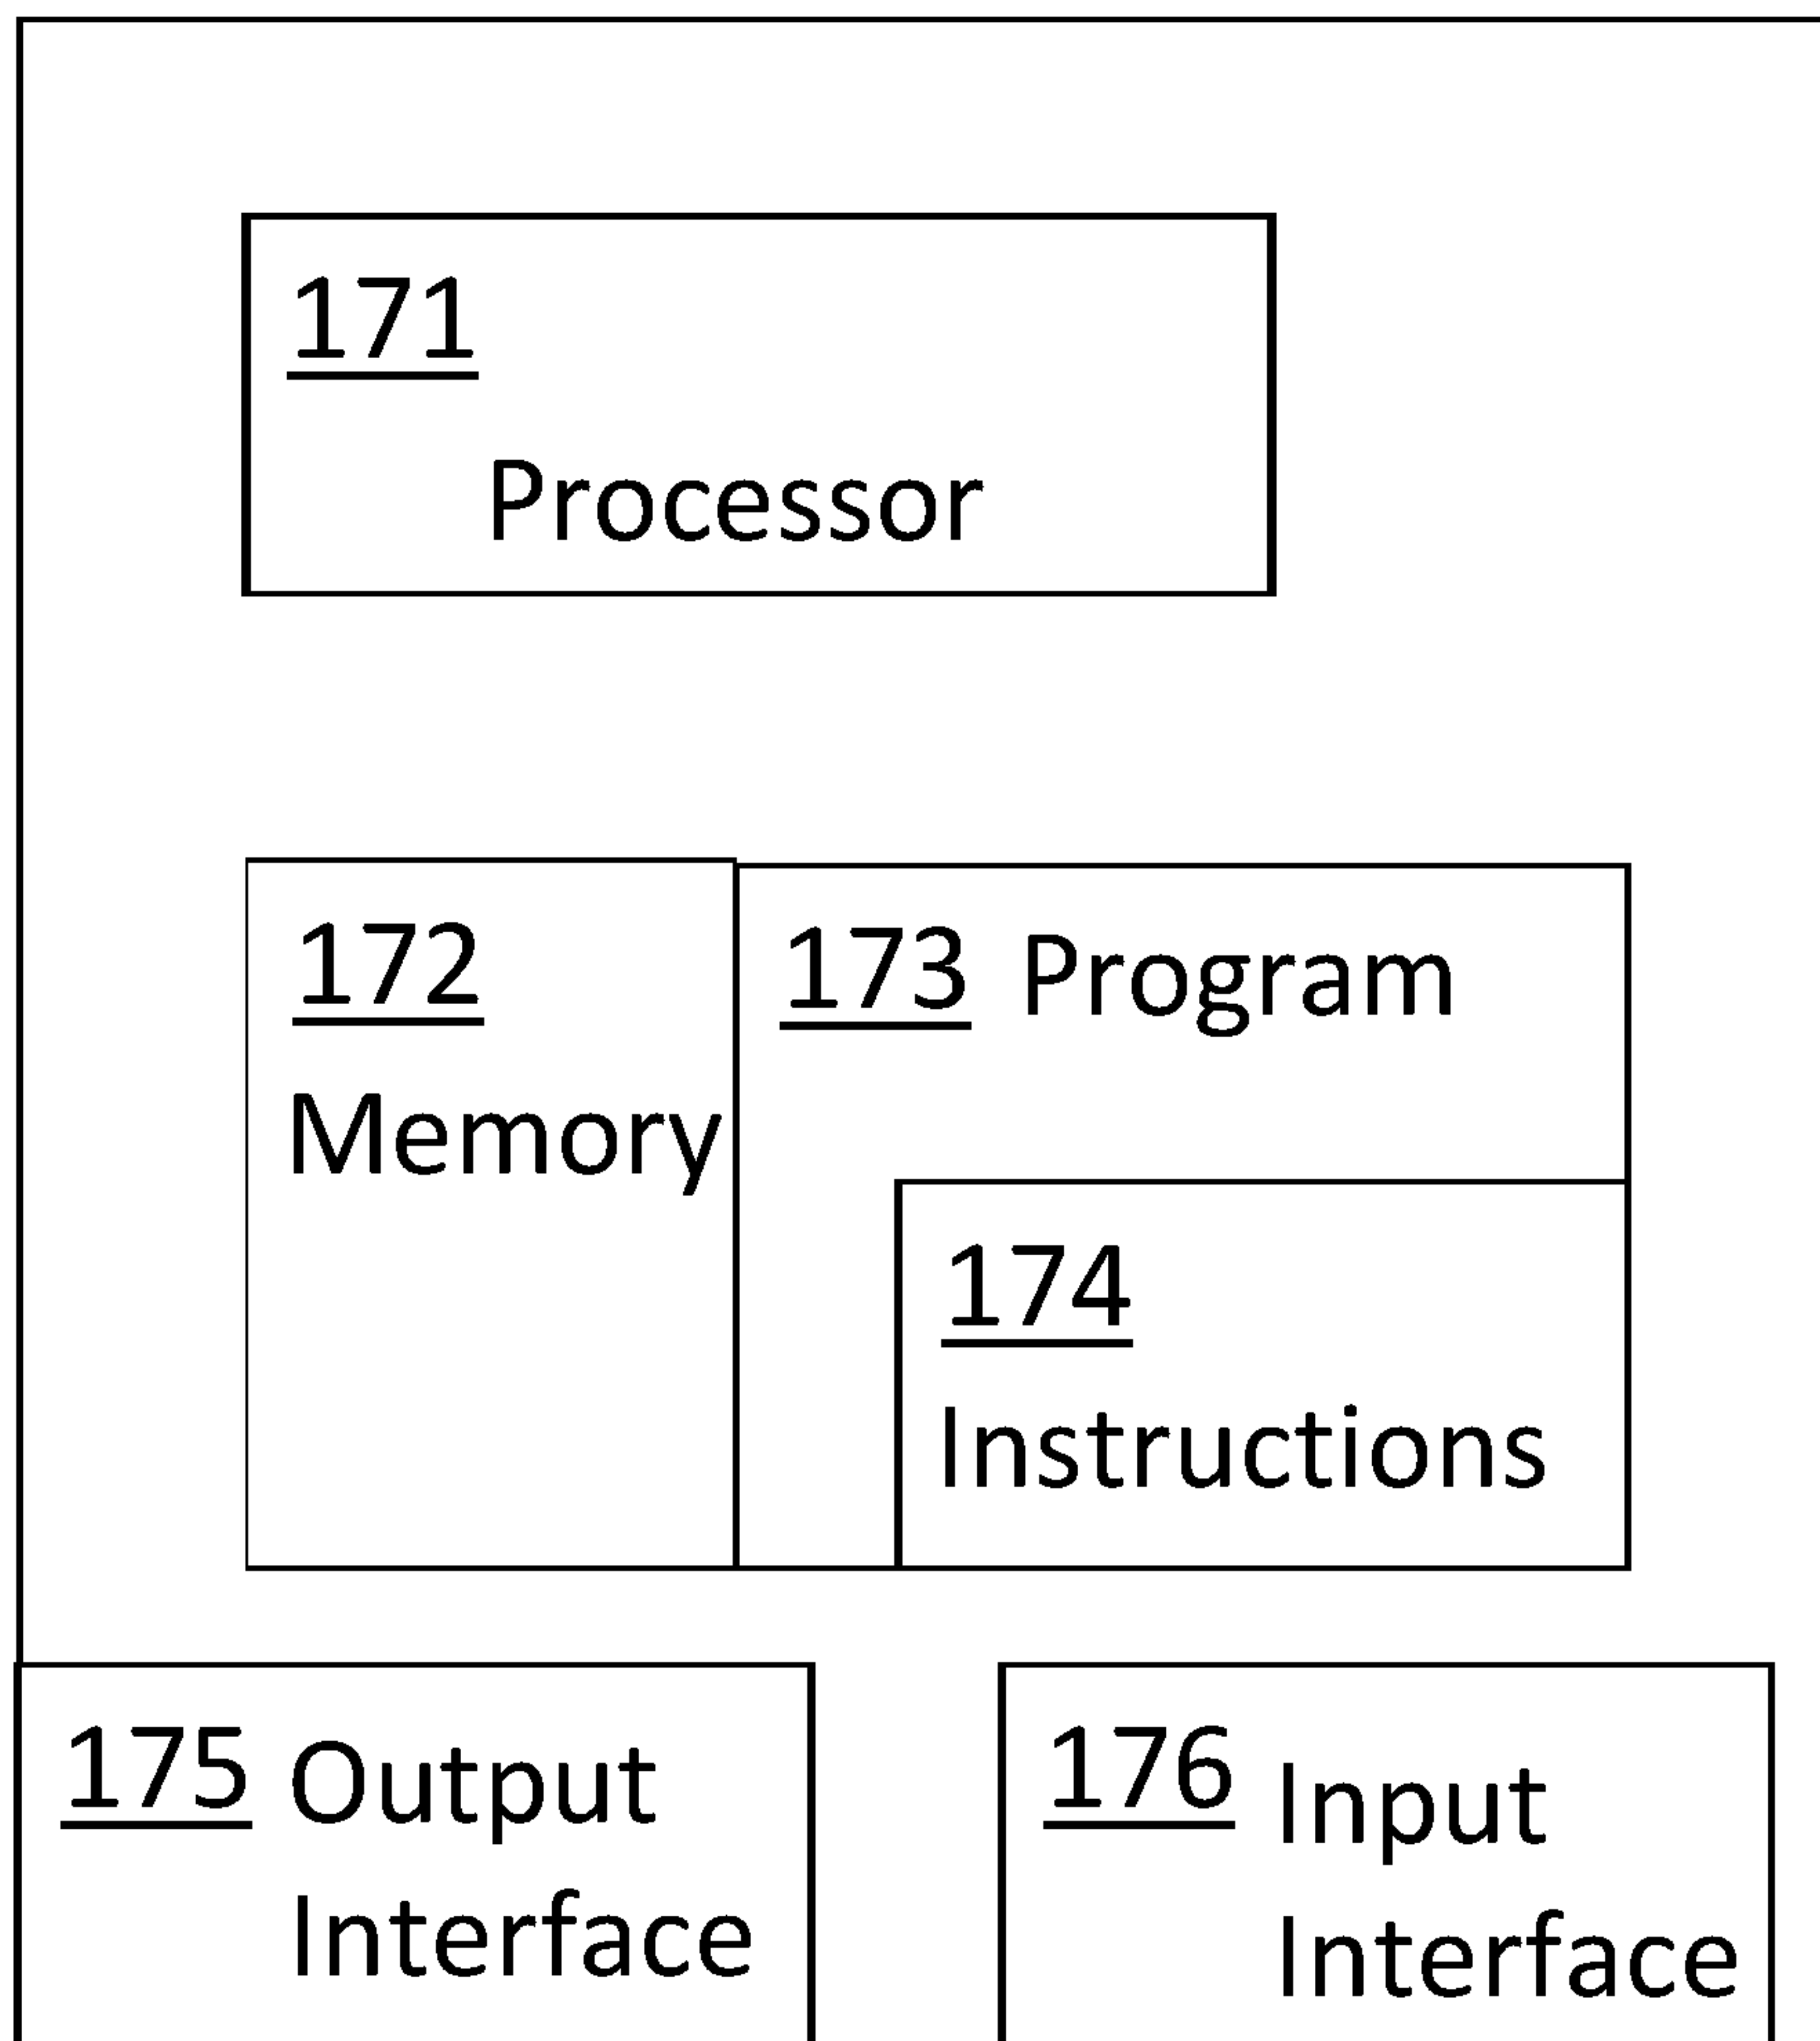 171
Processor
172
Memory
173 Program
174
Instructions
175 Output
Interface
176 Input
Interface